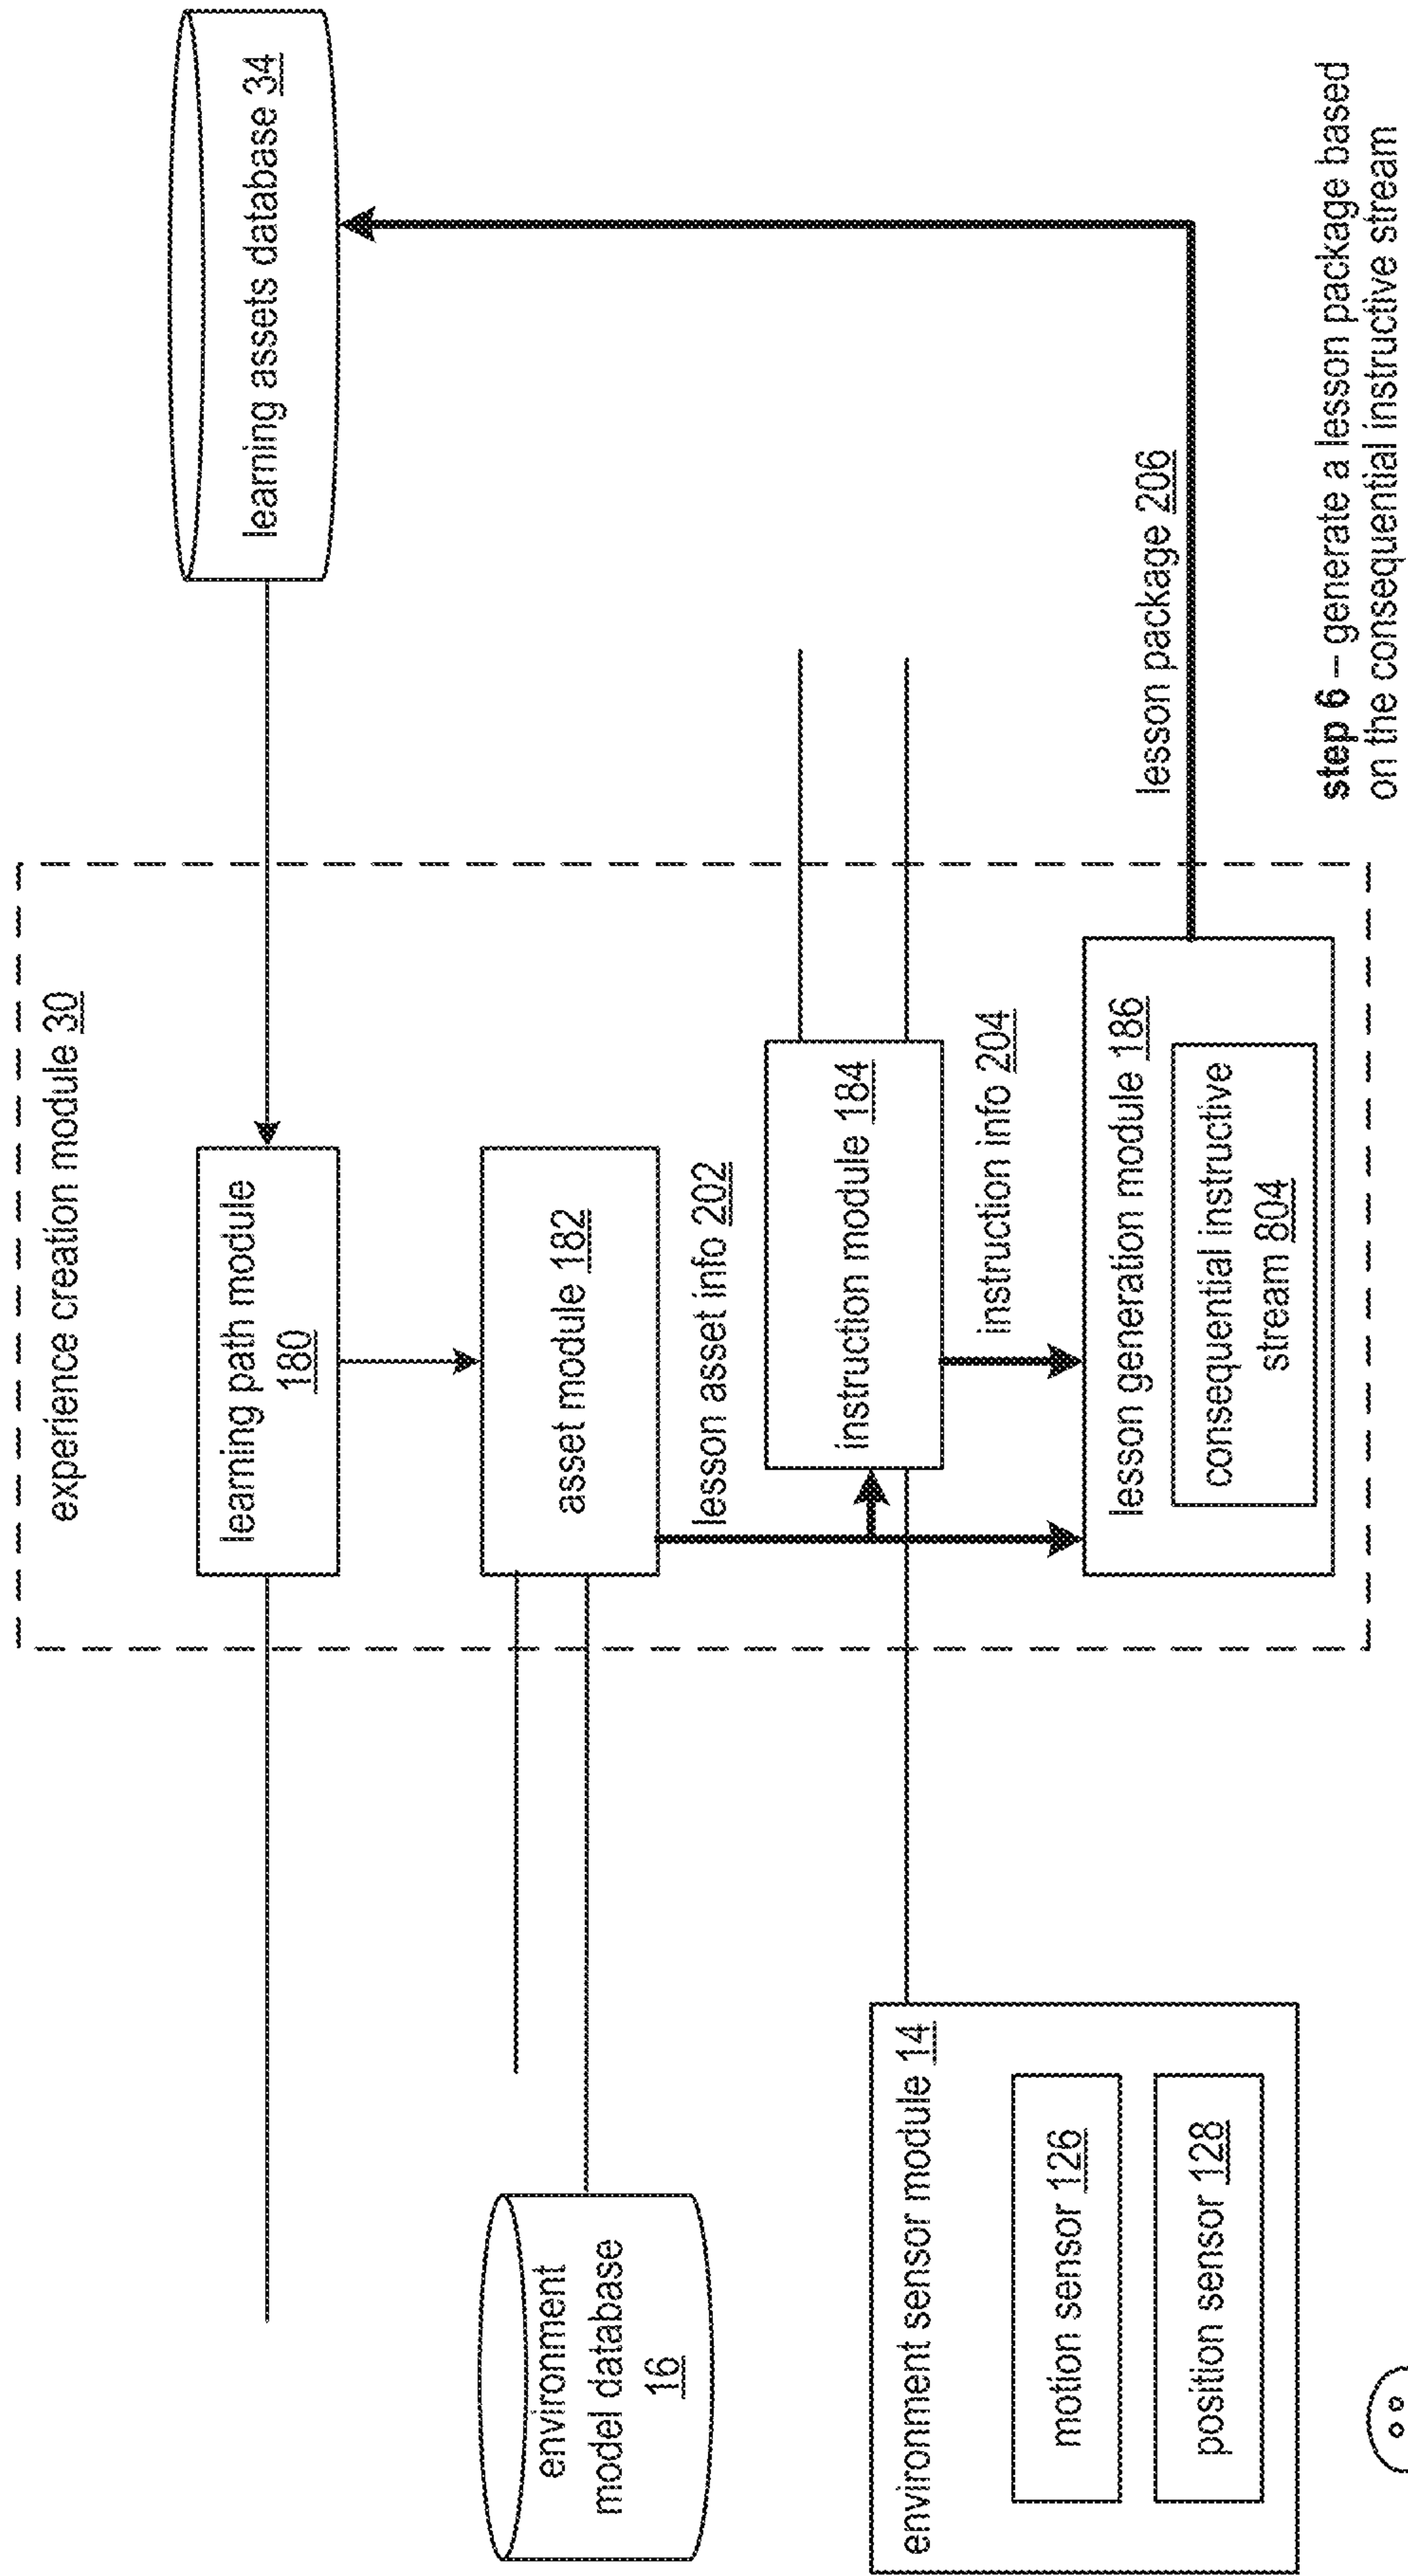 experience creation module 30
learning assets database 34
learning path module
180
environment
model database
16
asset module 182
lesson asset info 202
instruction module 184
environment sensor module 14
motion sensor 126
position sensor 128
instruction info 204
lesson generation module 186
consequential instructive
stream 804
lesson package 206
step 6 – generate a lesson package based
on the consequential instructive stream